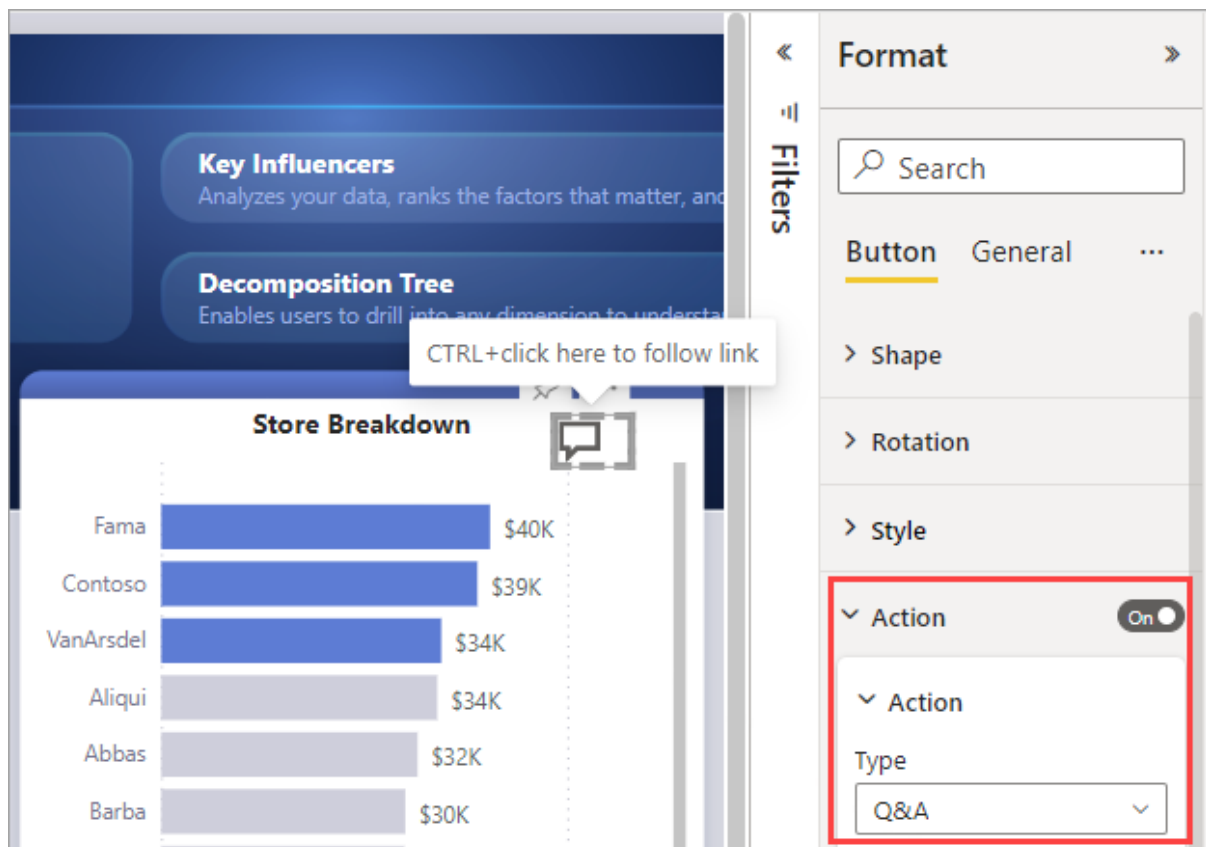 Key Influencers
Analyzes your data, ranks the factors that matter, and
Decomposition Tree
Enables users to drill into any dimension to understa
CTRL+click here to follow link
Store Breakdown
Fama $40K
Contoso $39K
VanArsdel $34K
Aliqui $34K
Abbas $32K
Barba $30K
Filters
Format
Search
Button General
Shape
Rotation
Style
Action On
Action
Type
Q&A